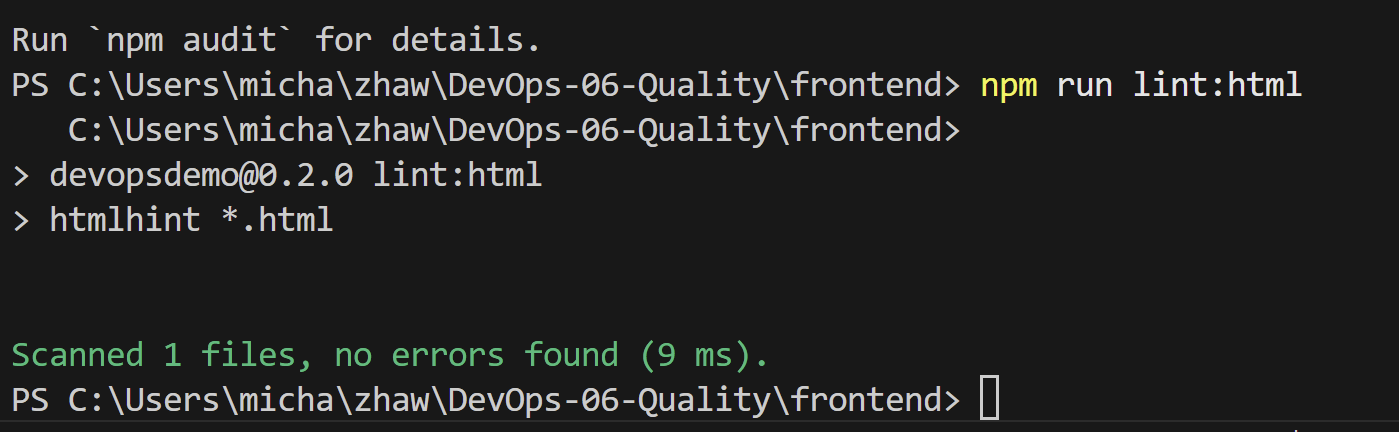 Run `npm audit` for details.
PS C:\Users\micha\zhaw\DevOps-06-Quality\frontend> npm run lint:html
C:\Users\micha\zhaw\DevOps-06-Quality\frontend>
> devopsdemo@0.2.0 lint:html
> htmlhint *.html
Scanned 1 files, no errors found (9 ms).
PS C:\Users\micha\zhaw\DevOps-06-Quality\frontend>